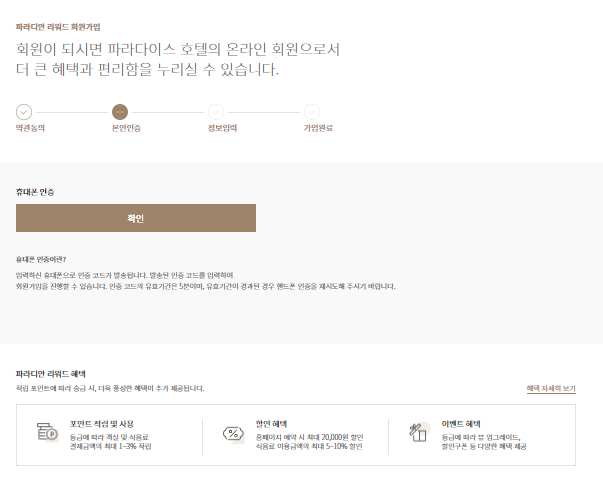 파라디안 리워드 회원가입
회원이 되시면 파라다이스 호텔의 온라인 회원으로서
더 큰 혜택과 편리함을 누리실 수 있습니다.
약관동의 본인인증 정보입력 가입완료
휴대폰 인증
확인
휴대폰 인증이란?
입력하신 휴대폰으로 인증 코드가 발송됩니다. 발송된 인증 코드를 입력하여
회원가입을 진행할 수 있습니다. 인증 코드의 유효기간은 5분이며, 유효기간이 경과된 경우 핸드폰 인증을 재시도해 주시기 바랍니다.
파라디안 리워드 혜택
적립 포인트에 따라 승급 시, 더욱 풍성한 혜택이 추가 제공됩니다.
혜택 자세히 보기
포인트 적립 및 사용
등급에 따라 객실 및 식음료
결제금액의 최대 1~3% 적립
할인 혜택
홈페이지 예약 시 최대 20,000원 할인
식음료 이용금액의 최대 5~10% 할인
이벤트 혜택
등급에 따라 뷰 업그레이드,
할인쿠폰 등 다양한 혜택 제공